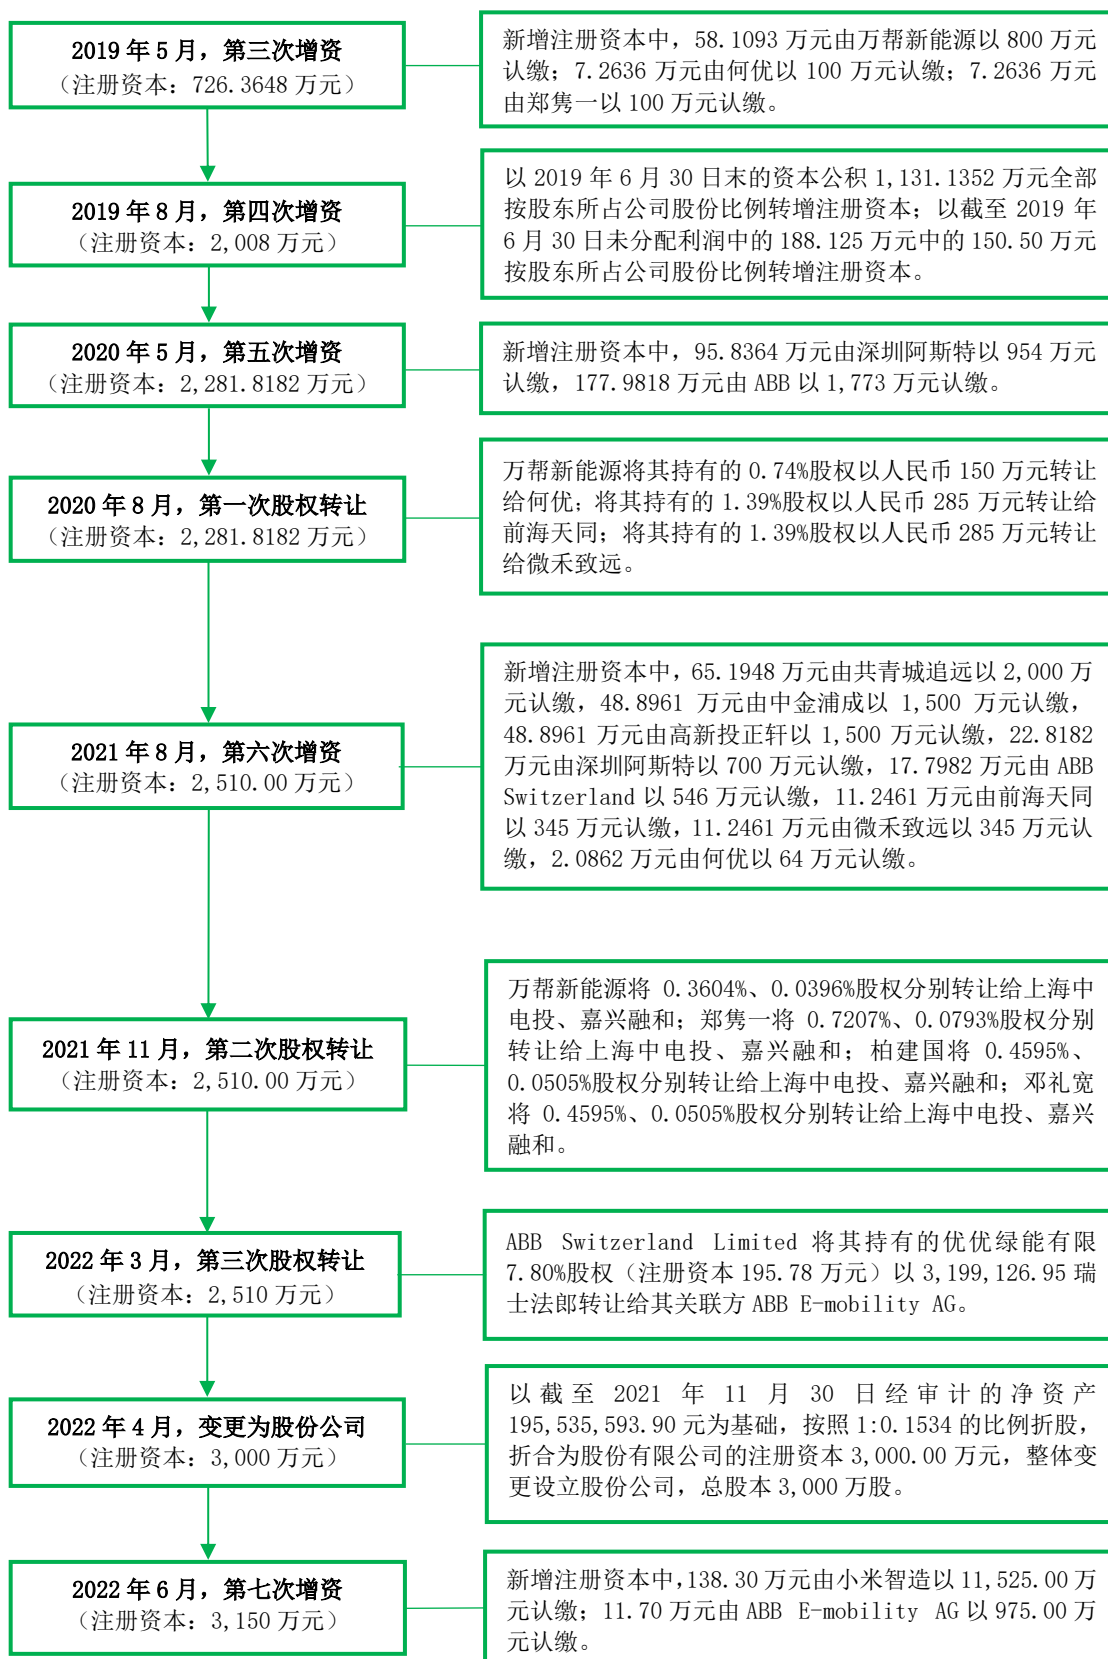 2019 年 5 月，第三次增资
（注册资本：726.3648 万元）
新增注册资本中，58.1093 万元由万帮新能源以 800 万元
认缴；7.2636 万元由何优以 100 万元认缴；7.2636 万元
由郑隽一以 100 万元认缴。
2019 年 8 月，第四次增资
（注册资本：2,008 万元）
以 2019 年 6 月 30 日末的资本公积 1,131.1352 万元全部
按股东所占公司股份比例转增注册资本；以截至 2019 年
6 月 30 日未分配利润中的 188.125 万元中的 150.50 万元
按股东所占公司股份比例转增注册资本。
2020 年 5 月，第五次增资
（注册资本：2,281.8182 万元）
新增注册资本中，95.8364 万元由深圳阿斯特以 954 万元
认缴，177.9818 万元由 ABB 以 1,773 万元认缴。
2020 年 8 月，第一次股权转让
（注册资本：2,281.8182 万元）
万帮新能源将其持有的 0.74%股权以人民币 150 万元转让
给何优；将其持有的 1.39%股权以人民币 285 万元转让给
前海天同；将其持有的 1.39%股权以人民币 285 万元转让
给微禾致远。
2021 年 8 月，第六次增资
（注册资本：2,510.00 万元）
新增注册资本中，65.1948 万元由共青城追远以 2,000 万
元认缴，48.8961 万元由中金浦成以 1,500 万元认缴，
48.8961 万元由高新投正轩以 1,500 万元认缴，22.8182
万元由深圳阿斯特以 700 万元认缴，17.7982 万元由 ABB
Switzerland 以 546 万元认缴，11.2461 万元由前海天同
以 345 万元认缴，11.2461 万元由微禾致远以 345 万元认
缴，2.0862 万元由何优以 64 万元认缴。
2021 年 11 月，第二次股权转让
（注册资本：2,510.00 万元）
万帮新能源将 0.3604%、0.0396%股权分别转让给上海中
电投、嘉兴融和；郑隽一将 0.7207%、0.0793%股权分别
转让给上海中电投、嘉兴融和；柏建国将 0.4595%、
0.0505%股权分别转让给上海中电投、嘉兴融和；邓礼宽
将 0.4595%、0.0505%股权分别转让给上海中电投、嘉兴
融和。
2022 年 3 月，第三次股权转让
（注册资本：2,510 万元）
ABB Switzerland Limited 将其持有的优优绿能有限
7.80%股权（注册资本 195.78 万元）以 3,199,126.95 瑞
士法郎转让给其关联方 ABB E-mobility AG。
2022 年 4 月，变更为股份公司
（注册资本：3,000 万元）
以截至 2021 年 11 月 30 日经审计的净资产
195,535,593.90 元为基础，按照 1:0.1534 的比例折股，
折合为股份有限公司的注册资本 3,000.00 万元，整体变
更设立股份公司，总股本 3,000 万股。
2022 年 6 月，第七次增资
（注册资本：3,150 万元）
新增注册资本中，138.30 万元由小米智造以 11,525.00 万
元认缴；11.70 万元由 ABB E-mobility AG 以 975.00 万
元认缴。